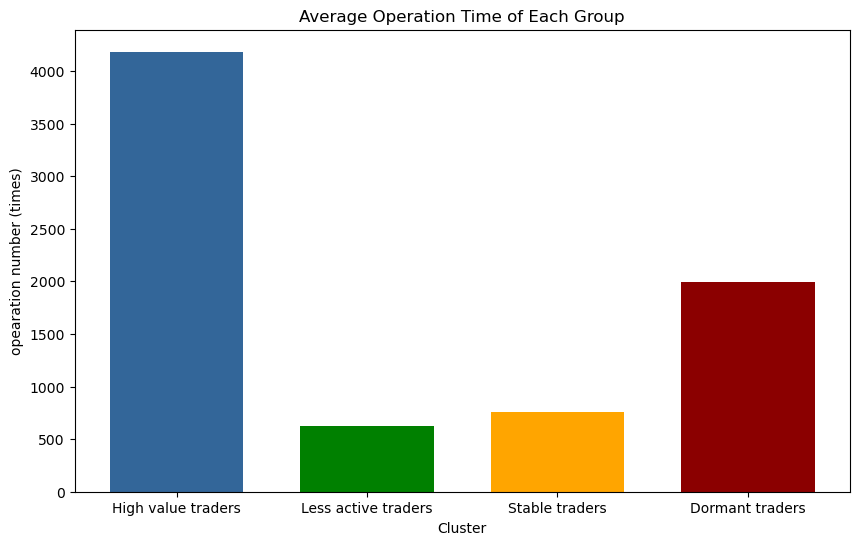 Average Operation Time of Each Group
opearation number (times)
4000
3500
3000
2500
2000
1500
1000
500
0
High value traders
Less active traders
Stable traders
Dormant traders
Cluster